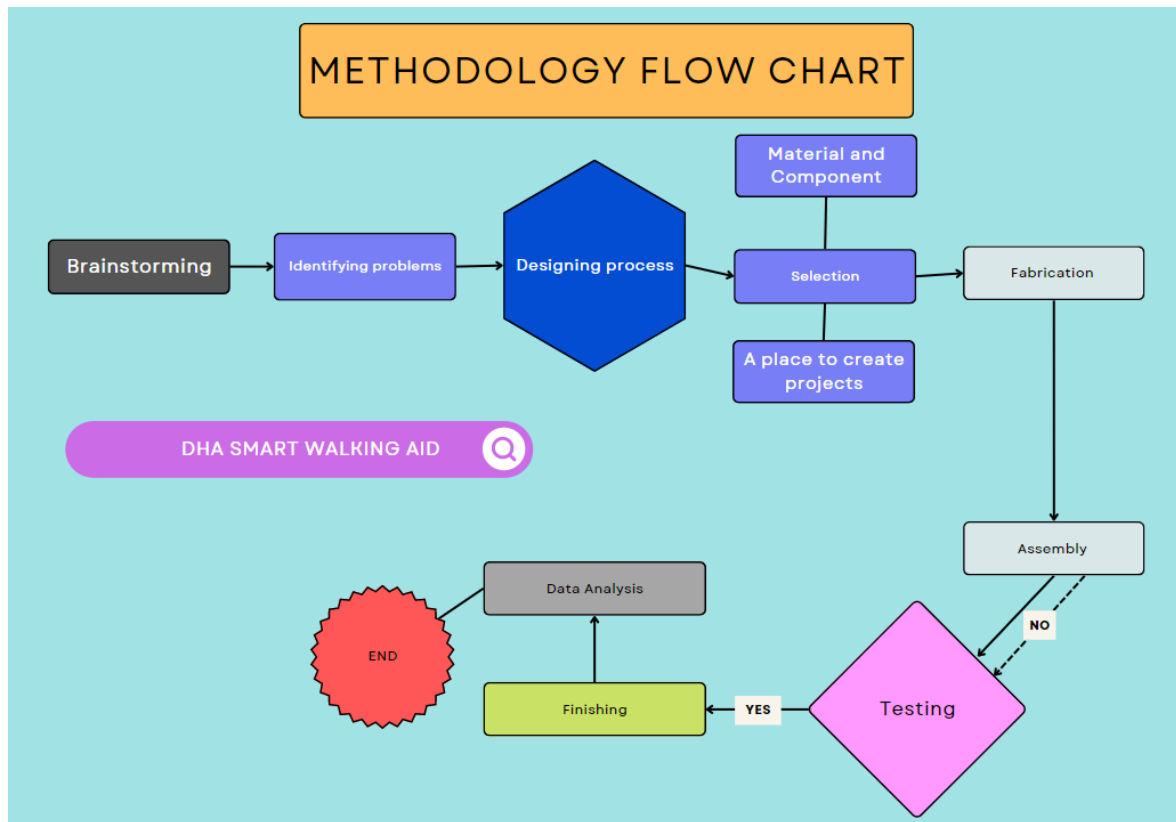 METHODOLOGY FLOW CHART
Material and
Component
Brainstorming
Identifying problems
Designing process
Selection
Fabrication
A place to create
projects
DHA SMART WALKING AID
Assembly
NO
Testing
YES
Finishing
Data Analysis
END